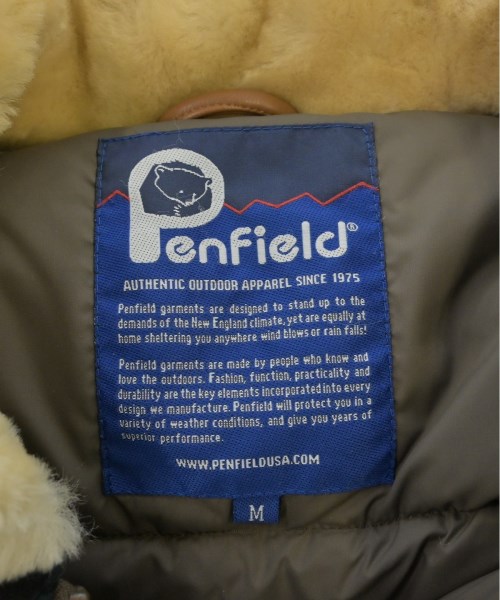 Penfield®
AUTHENTIC OUTDOOR APPAREL SINCE 1975
Penfield garments are designed to stand up to the
demands of the New England climate, yet are equally at
home sheltering you anywhere wind blows or rain falls!
Penfield garments are made by people who know and
love the outdoors. Fashion, function, practicality and
durability are the key elements incorporated into every
design we manufacture. Penfield will protect you in a
variety of weather conditions, and give you years of
superior performance.
WWW.PENFIELDUSA.COM
M